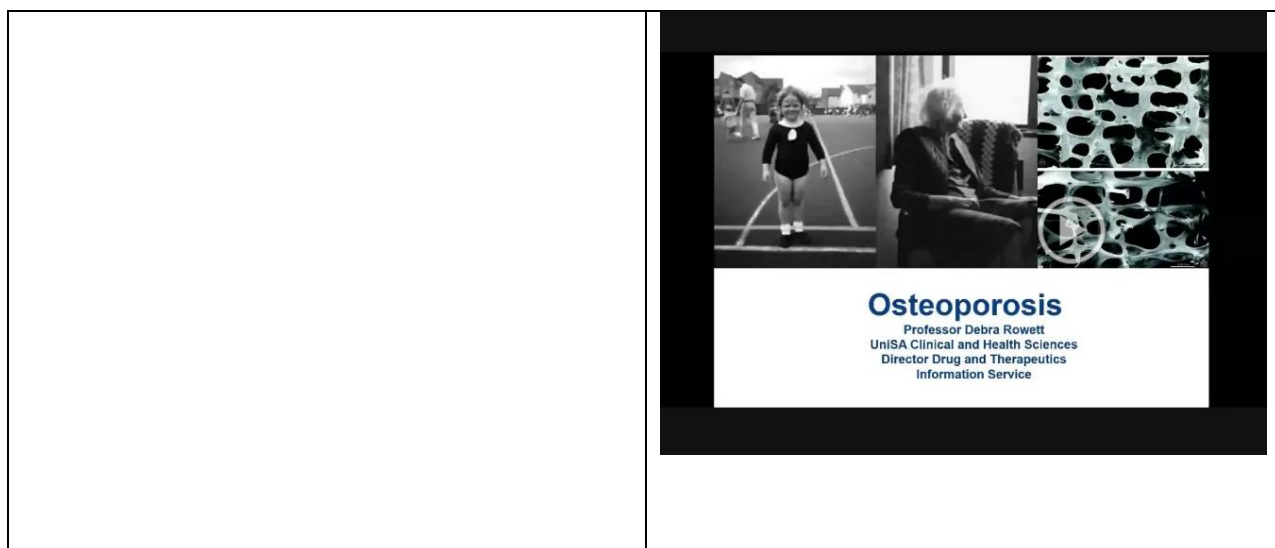 Osteoporosis
Professor Debra Rowett
UniSA Clinical and Health Sciences
Director Drug and Therapeutics
Information Service